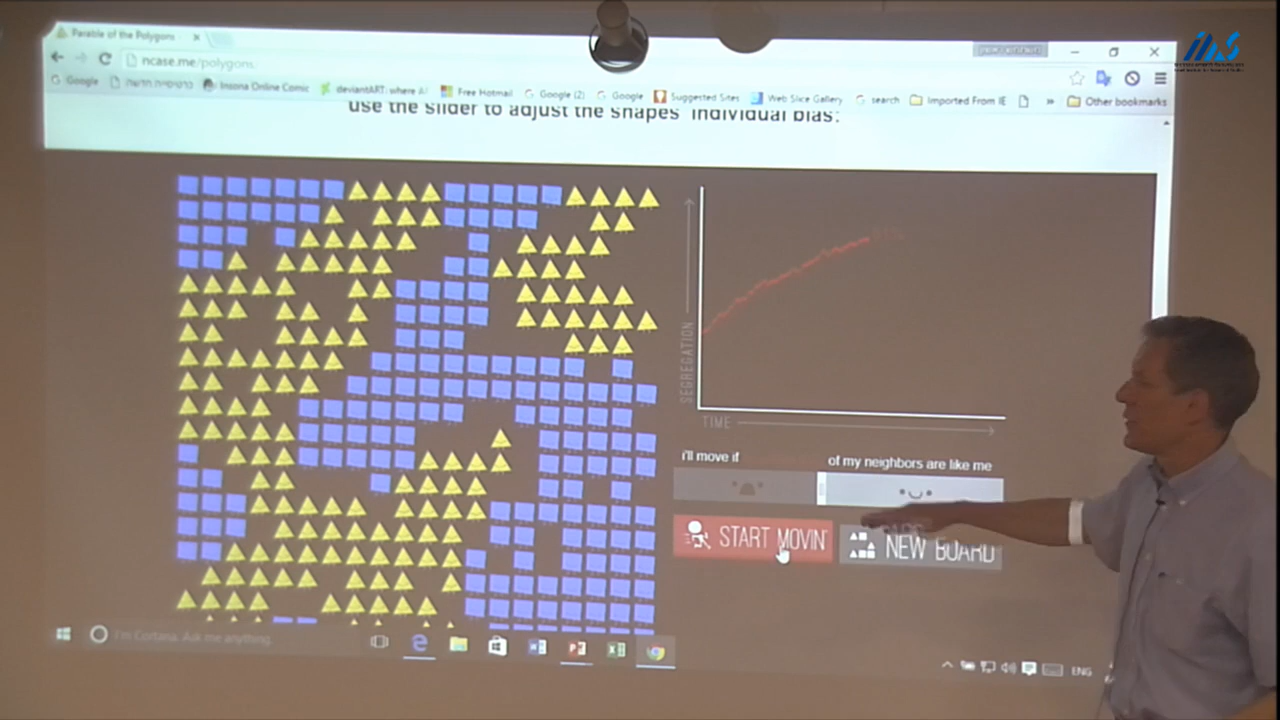 Parable of the Polygons
ncase.me/polygons
Google
Insona Online Comic
deviantART: where A
Free Hotmail
Google (2)
Google
Suggested Sites
Web Slice Gallery
search
Imported From IE
»
Other bookmarks
use the slider to adjust the shapes' individual bias:
SEGREGATION
TIME
i'll move if
of my neighbors are like me
START MOVIN'
NEW BOARD
I'm Cortana. Ask me anything.
ENG